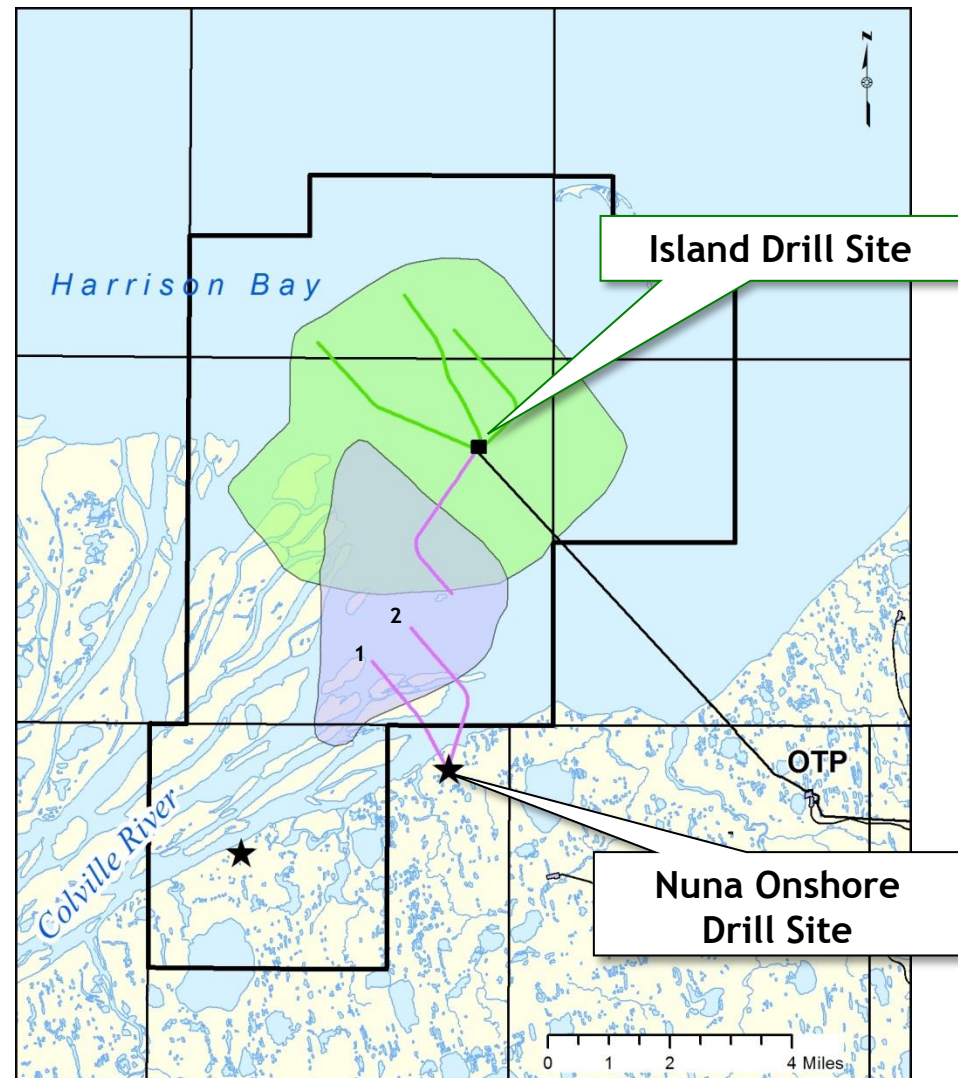 N
Island Drill Site
Harrison Bay
2
1
OTP
Colville River
Nuna Onshore
Drill Site
0 1 2 4 Miles